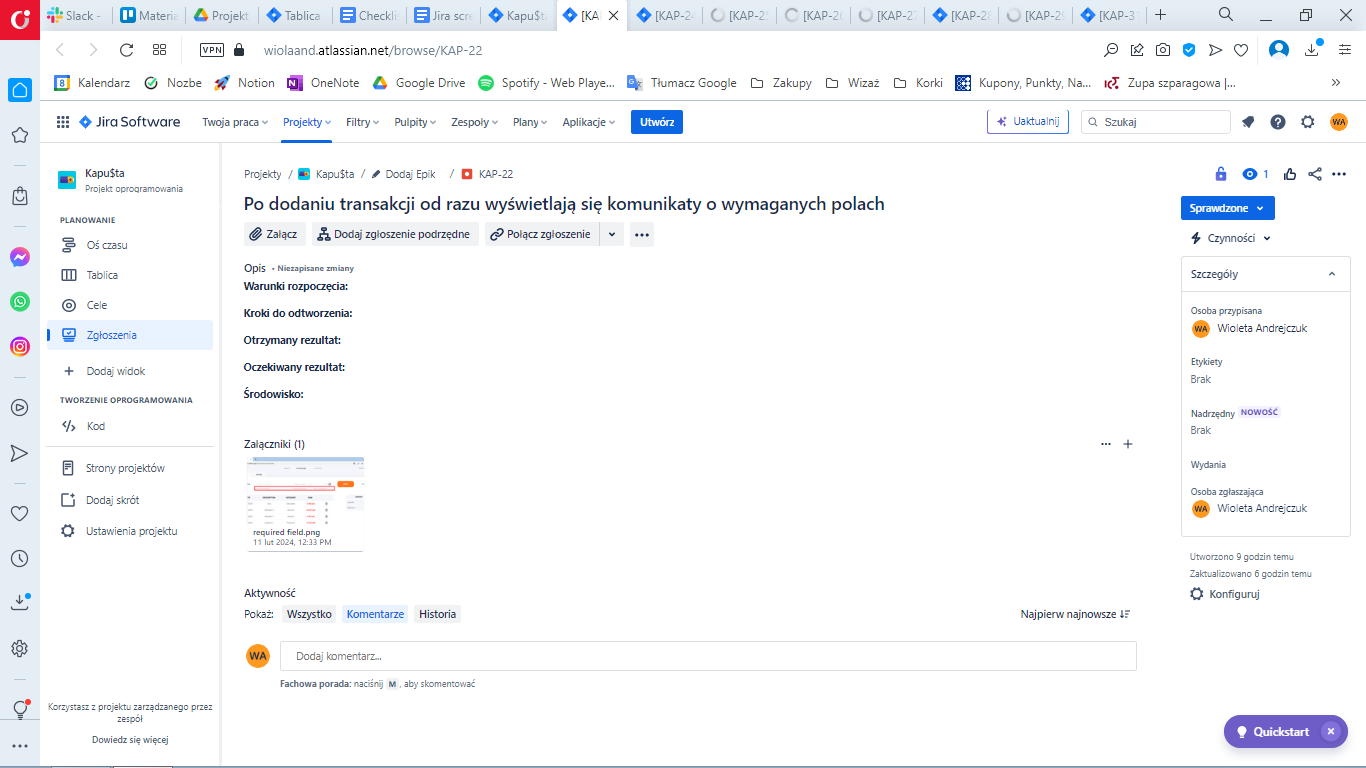 Slack -
Materia
Projekt
Tablica
Checkli
Jira scre
Kapu$ta
[KA
[KAP-24
[KAP-2
[KAP-2
[KAP-27
[KAP-28
[KAP-29
[KAP-31
VPN
wiolaand.atlassian.net/browse/KAP-22
Kalendarz
Nozbe
Notion
OneNote
Google Drive
Spotify - Web Playe...
Tłumacz Google
Zakupy
Wizaż
Korki
Kupony, Punkty, Na...
Zupa szparagowa |...
Jira Software
Twoja praca
Projekty
Filtry
Pulpity
Zespoły
Plany
Aplikacje
Utwórz
Uaktualnij
Szukaj
WA
Kapu$ta
Projekt oprogramowania
PLANOWANIE
Oś czasu
Tablica
Cele
Zgłoszenia
Dodaj widok
TWORZENIE OPROGRAMOWANIA
Kod
Strony projektów
Dodaj skrót
Ustawienia projektu
Korzystasz z projektu zarządzanego przez
zespół
Dowiedz się więcej
Projekty / Kapu$ta / Dodaj Epik / KAP-22
1
Po dodaniu transakcji od razu wyświetlają się komunikaty o wymaganych polach
Załącz
Dodaj zgłoszenie podrzędne
Połącz zgłoszenie
Opis • Niezapisane zmiany
Warunki rozpoczęcia:
Kroki do odtworzenia:
Otrzymany rezultat:
Oczekiwany rezultat:
Środowisko:
Załączniki (1)
required field.png
11 lut 2024, 12:33 PM
Aktywność
Pokaż: Wszystko Komentarze Historia
Najpierw najnowsze
WA
Dodaj komentarz...
Fachowa porada: naciśnij M , aby skomentować
Sprawdzone
Czynności
Szczegóły
Osoba przypisana
WA Wioleta Andrejczuk
Etykiety
Brak
Nadrzędny NOWOŚĆ
Brak
Wydania
Osoba zgłaszająca
WA Wioleta Andrejczuk
Utworzono 9 godzin temu
Zaktualizowano 6 godzin temu
Konfiguruj
Quickstart